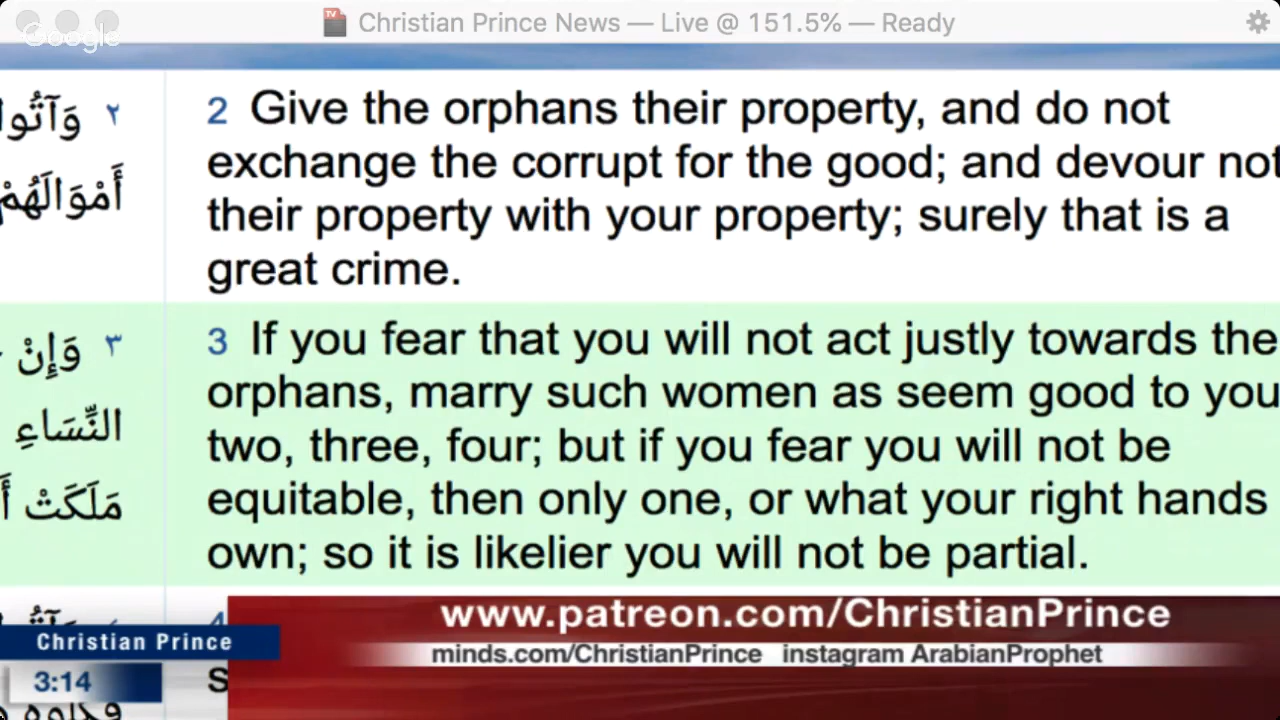 Christian Prince News — Live @ 151.5% — Ready
Google
٢ وَآتُوا
أَمْوَالَهُمْ
2 Give the orphans their property, and do not
exchange the corrupt for the good; and devour not
their property with your property; surely that is a
great crime.
٣ وَإِنْ
النِّسَاءِ
مَلَكَتْ
3 If you fear that you will not act justly towards the
orphans, marry such women as seem good to you
two, three, four; but if you fear you will not be
equitable, then only one, or what your right hands
own; so it is likelier you will not be partial.
4
www.patreon.com/ChristianPrince
Christian Prince
minds.com/ChristianPrince instagram ArabianProphet
3:14
S